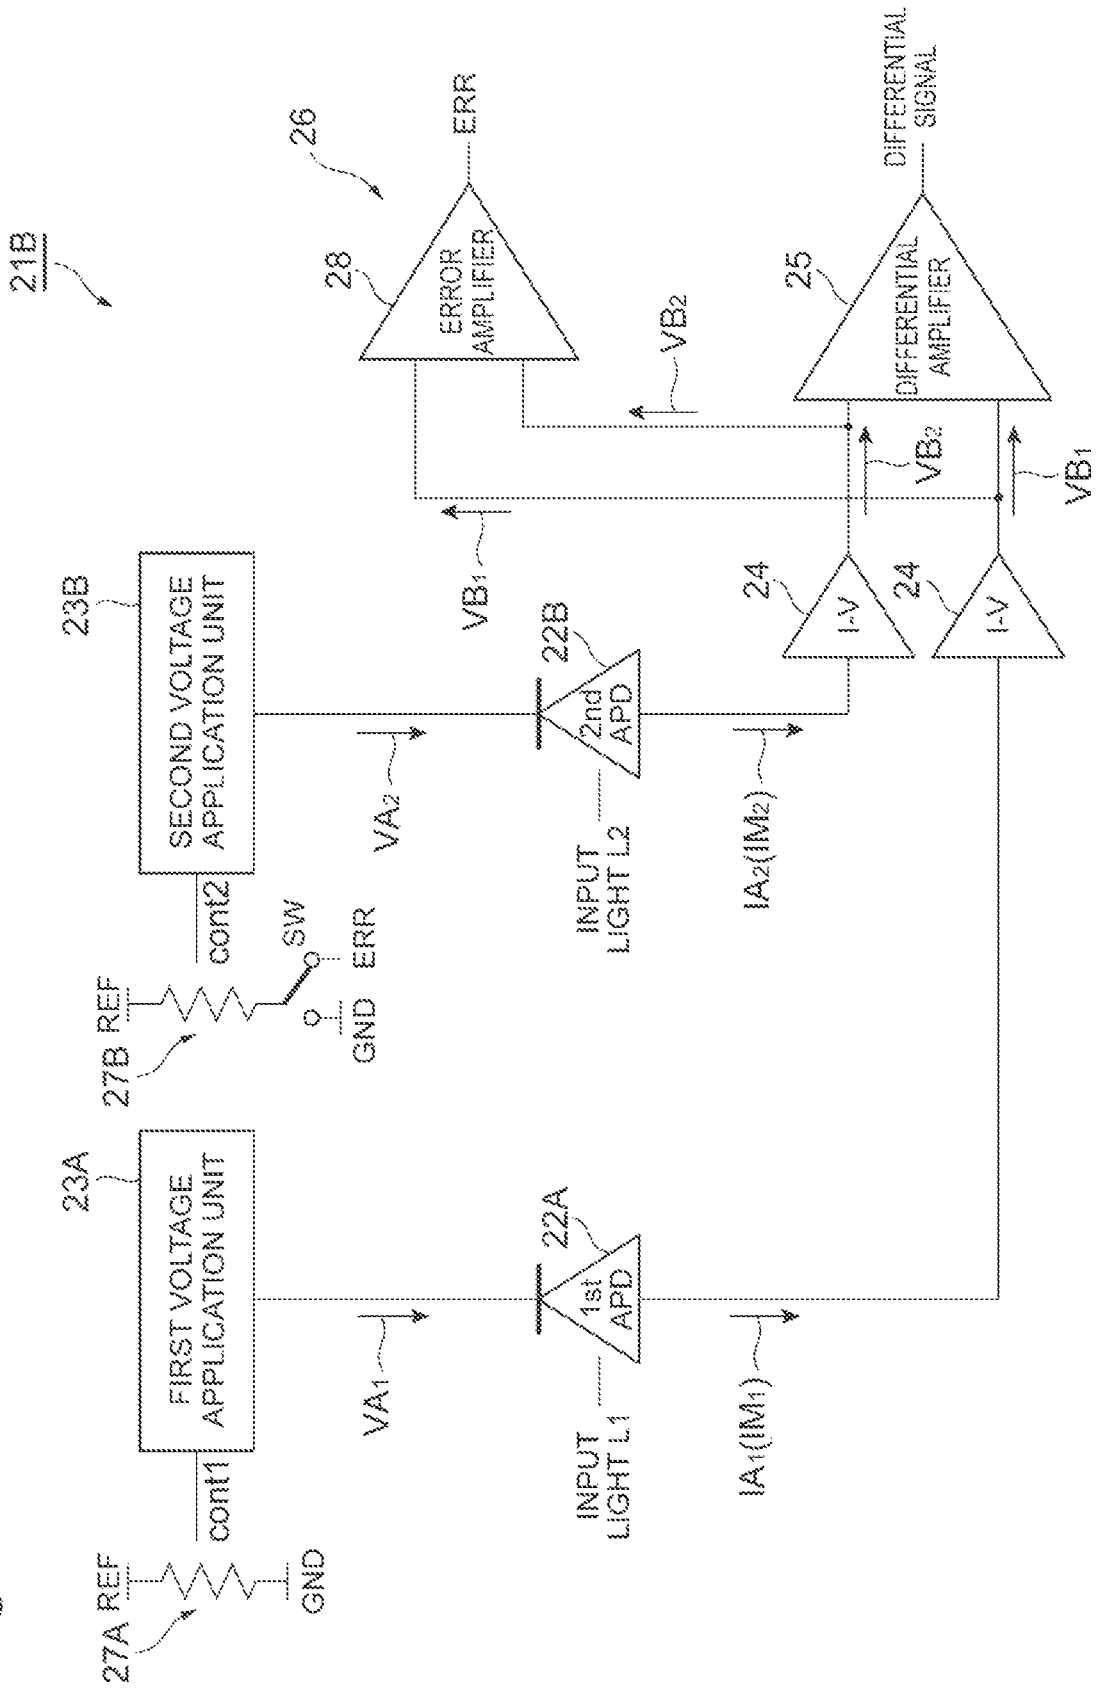 21B
27A
REF
GND
cont1
23A
FIRST VOLTAGE
APPLICATION UNIT
27B
REF
SW
GND
ERR
cont2
23B
SECOND VOLTAGE
APPLICATION UNIT
VA1
VA2
INPUT
LIGHT L1
1st
APD
22A
INPUT
LIGHT L2
2nd
APD
22B
IA1(IM1)
IA2(IM2)
24
I-V
24
I-V
VB1
VB2
VB2
VB1
26
28
ERROR
AMPLIFIER
ERR
25
DIFFERENTIAL
AMPLIFIER
DIFFERENTIAL
SIGNAL